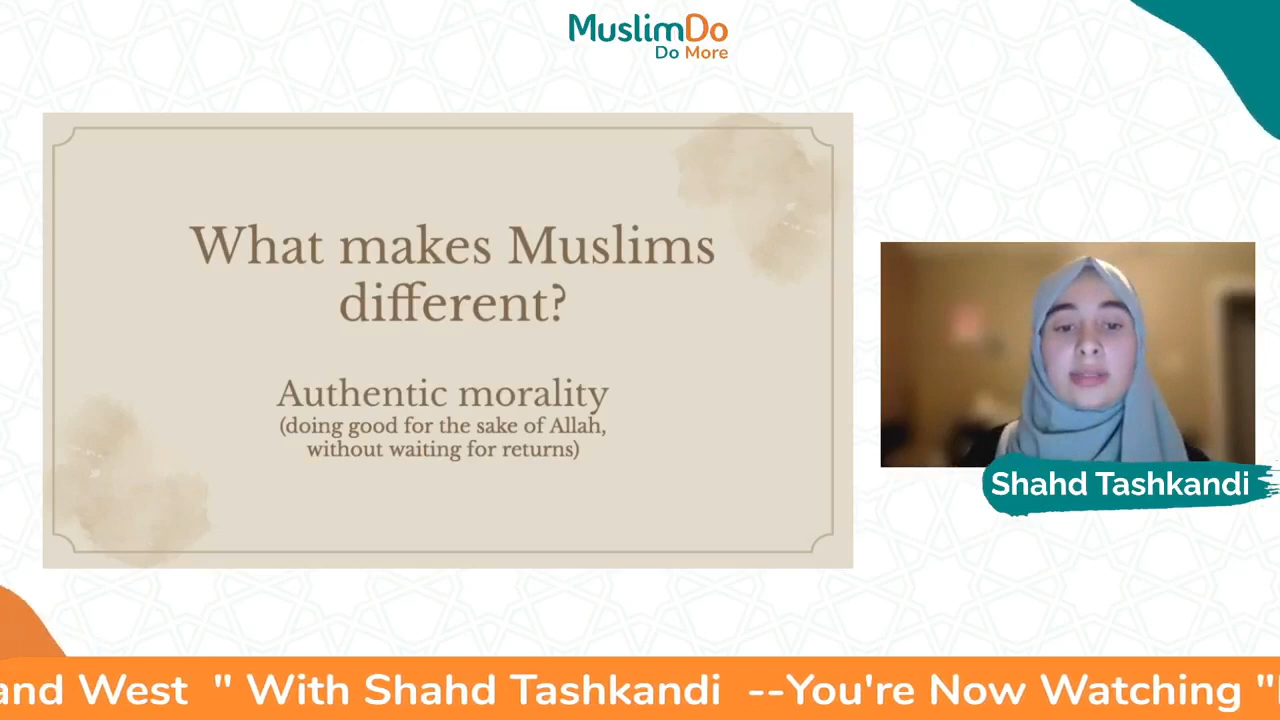 MuslimDo
Do More
What makes Muslims
different?
Authentic morality
(doing good for the sake of Allah,
without waiting for returns)
Shahd Tashkandi
and West " With Shahd Tashkandi --You're Now Watching "